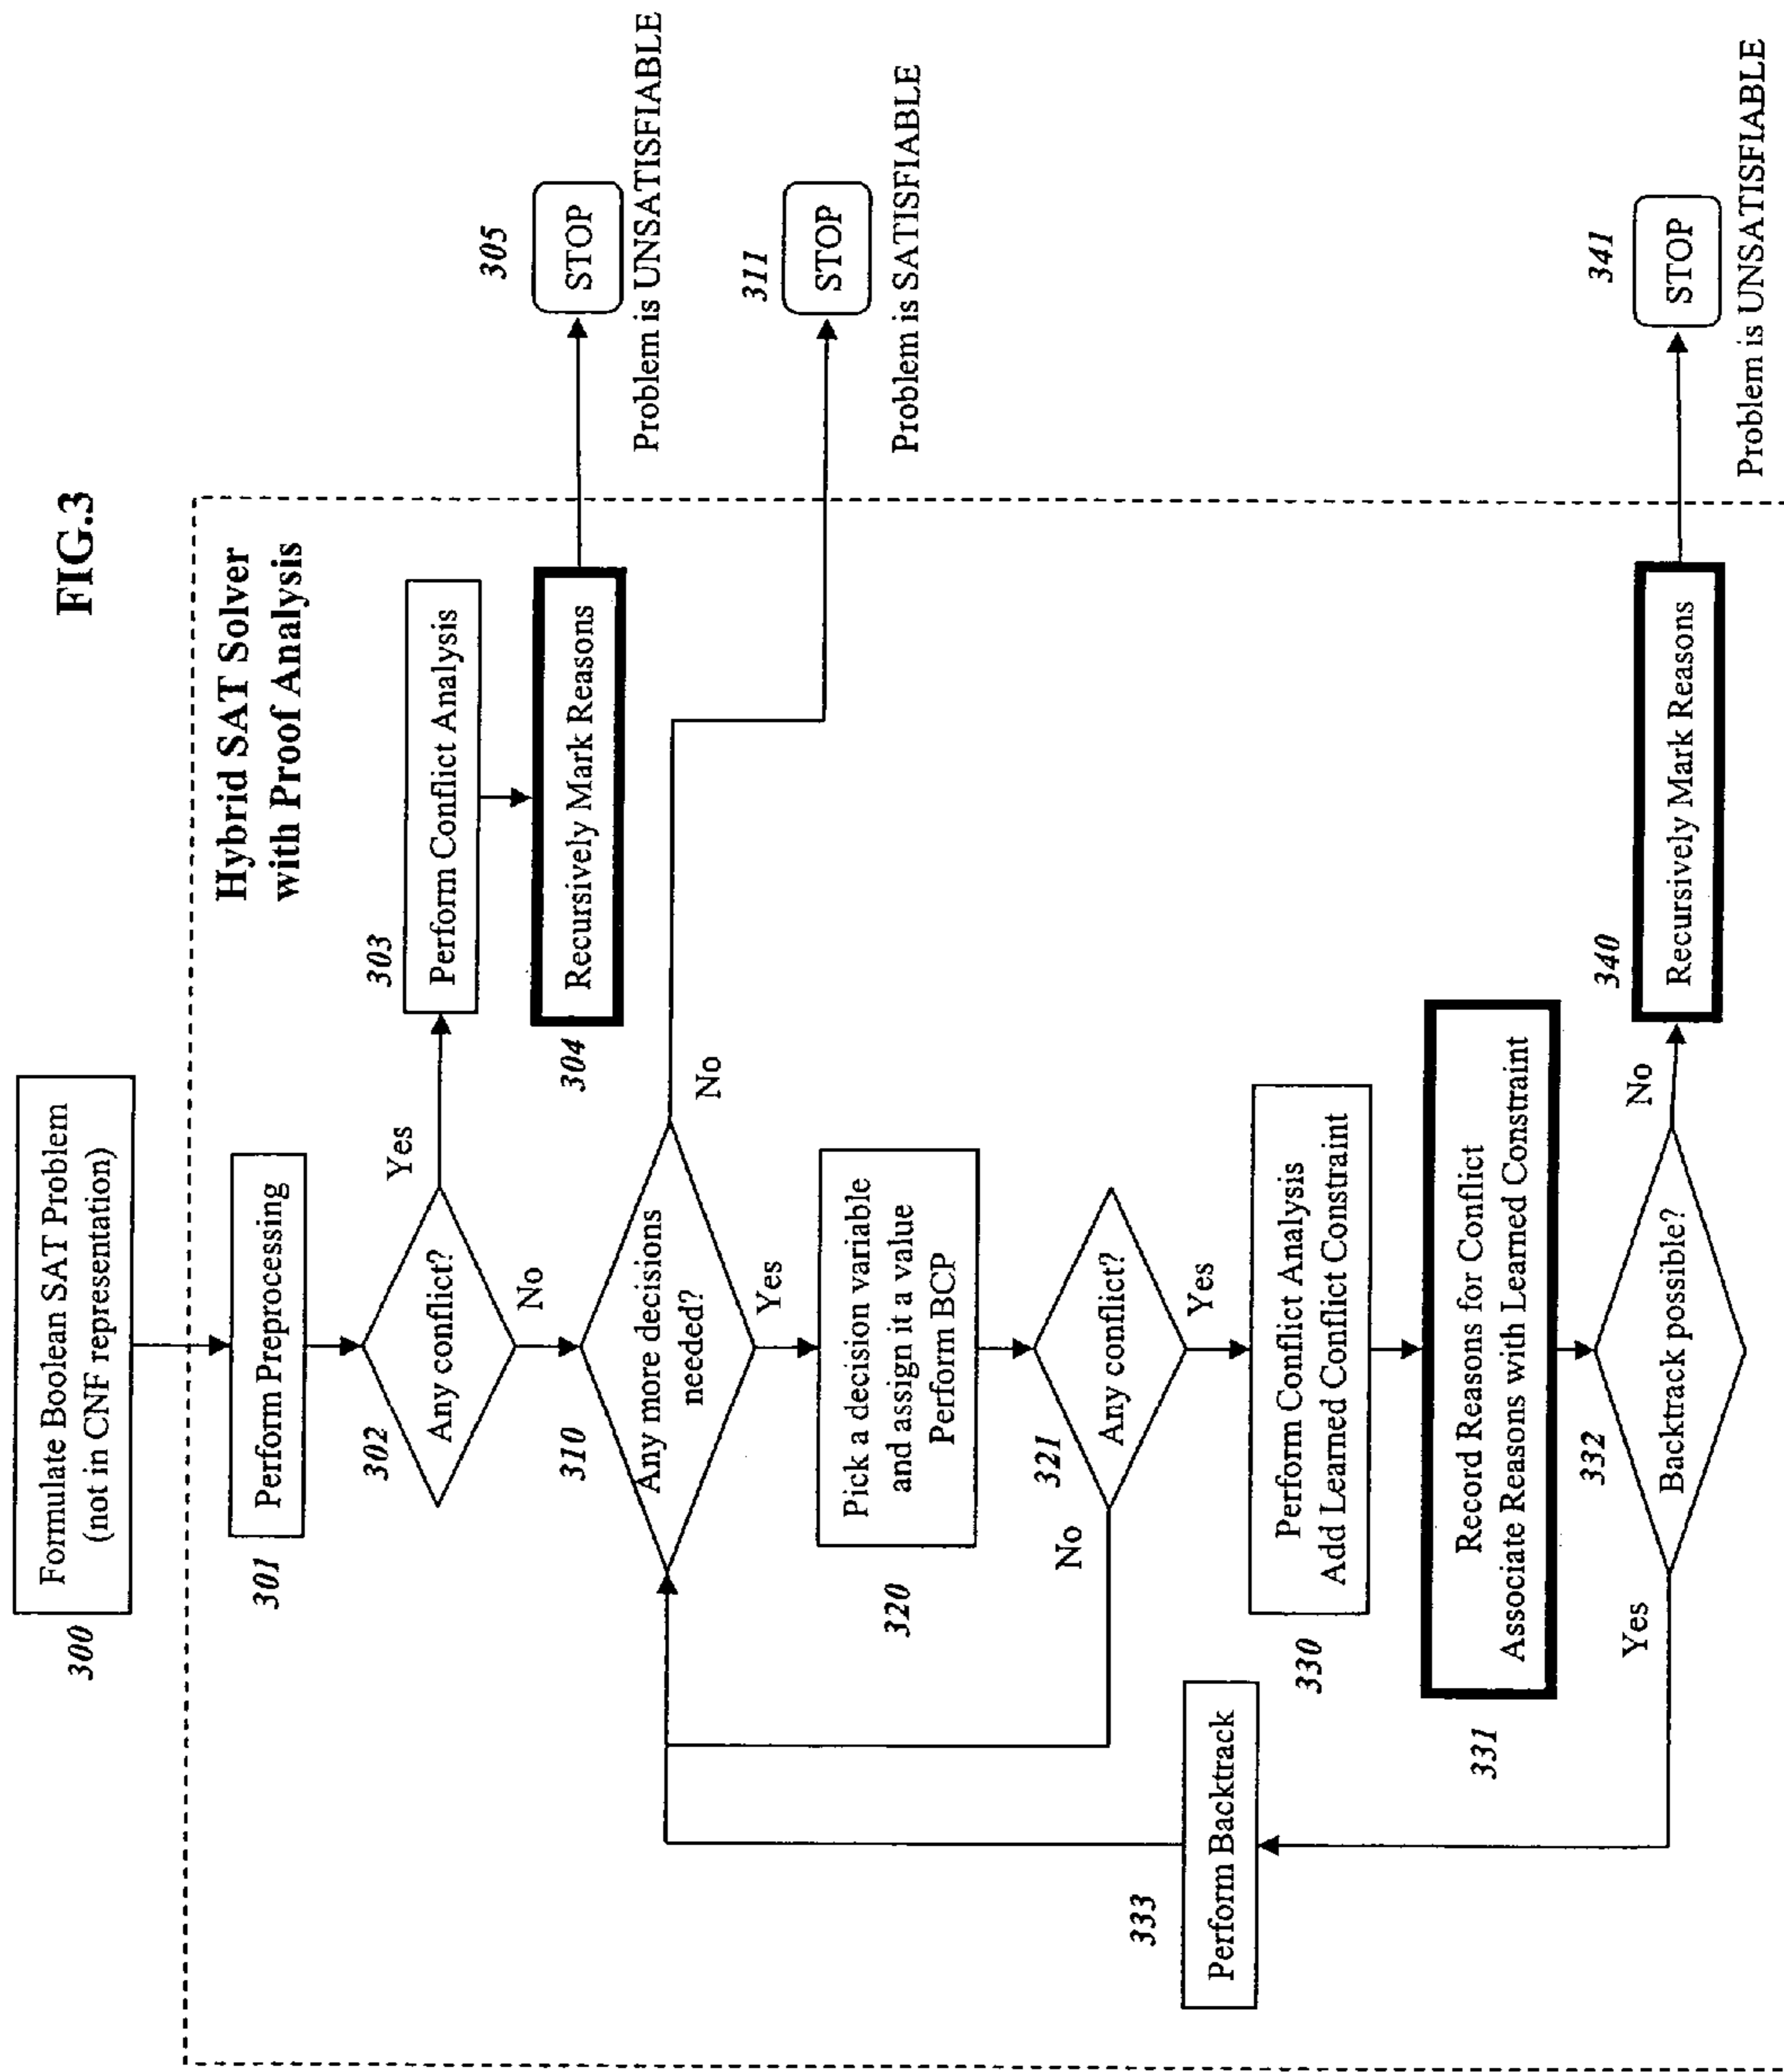 FIG.3
300
Formulate Boolean SAT Problem
(not in CNF representation)
Hybrid SAT Solver
with Proof Analysis
301
Perform Preprocessing
302
Any conflict?
Yes
No
303
Perform Conflict Analysis
304
Recursively Mark Reasons
305
STOP
Problem is UNSATISFIABLE
310
Any more decisions
needed?
No
Yes
311
STOP
Problem is SATISFIABLE
320
Pick a decision variable
and assign it a value
Perform BCP
321
Any conflict?
No
Yes
330
Perform Conflict Analysis
Add Learned Conflict Constraint
331
Record Reasons for Conflict
Associate Reasons with Learned Constraint
332
Backtrack possible?
Yes
No
333
Perform Backtrack
340
Recursively Mark Reasons
341
STOP
Problem is UNSATISFIABLE